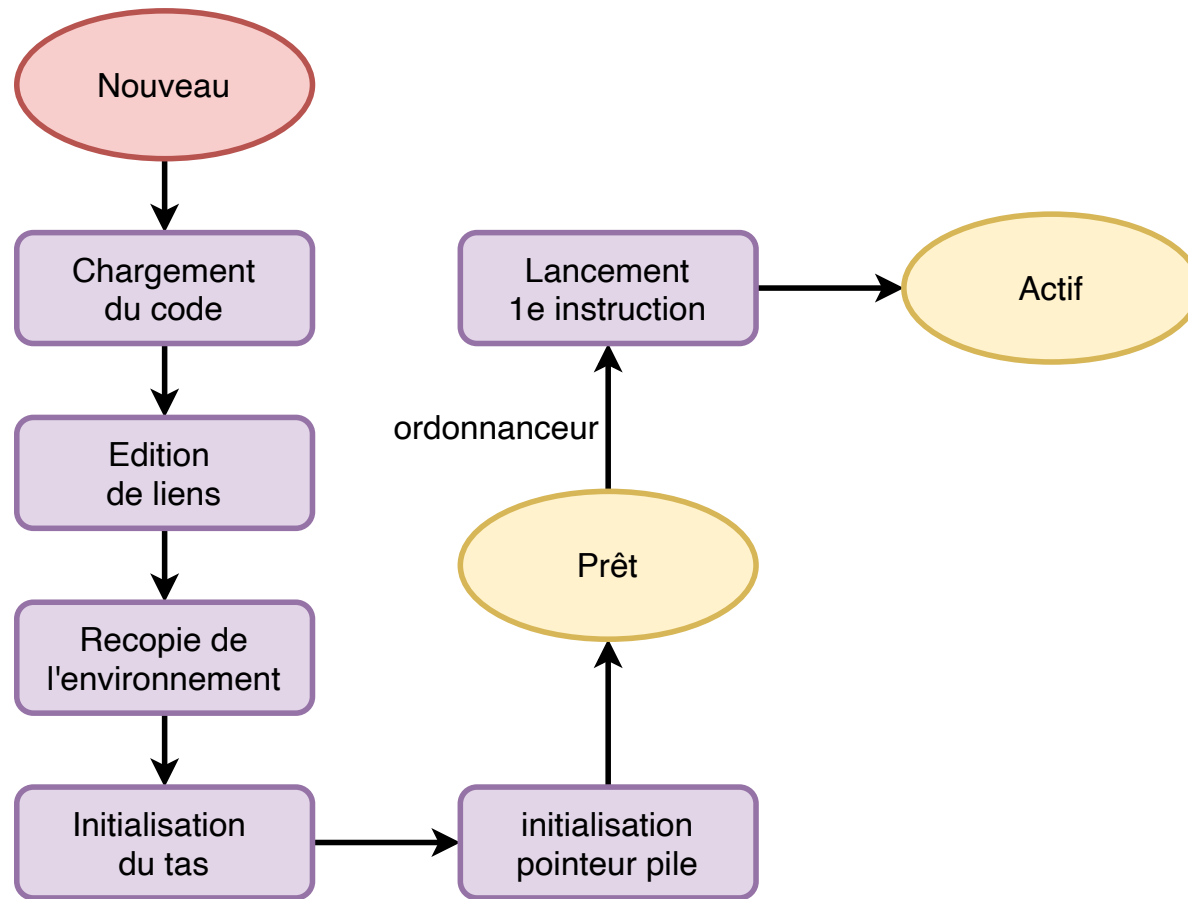 Nouveau
Chargement
du code
Edition
de liens
Recopie de
l'environnement
Initialisation
du tas
initialisation
pointeur pile
Prêt
ordonnanceur
Lancement
1e instruction
Actif